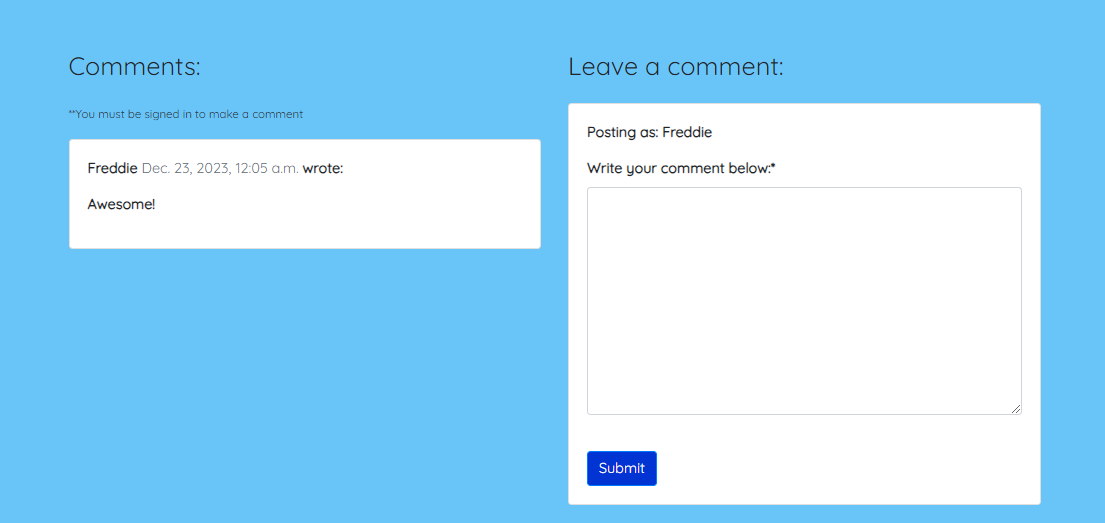 Comments:
**You must be signed in to make a comment
Freddie Dec. 23, 2023, 12:05 a.m. wrote:
Awesome!
Leave a comment:
Posting as: Freddie
Write your comment below:*
Submit